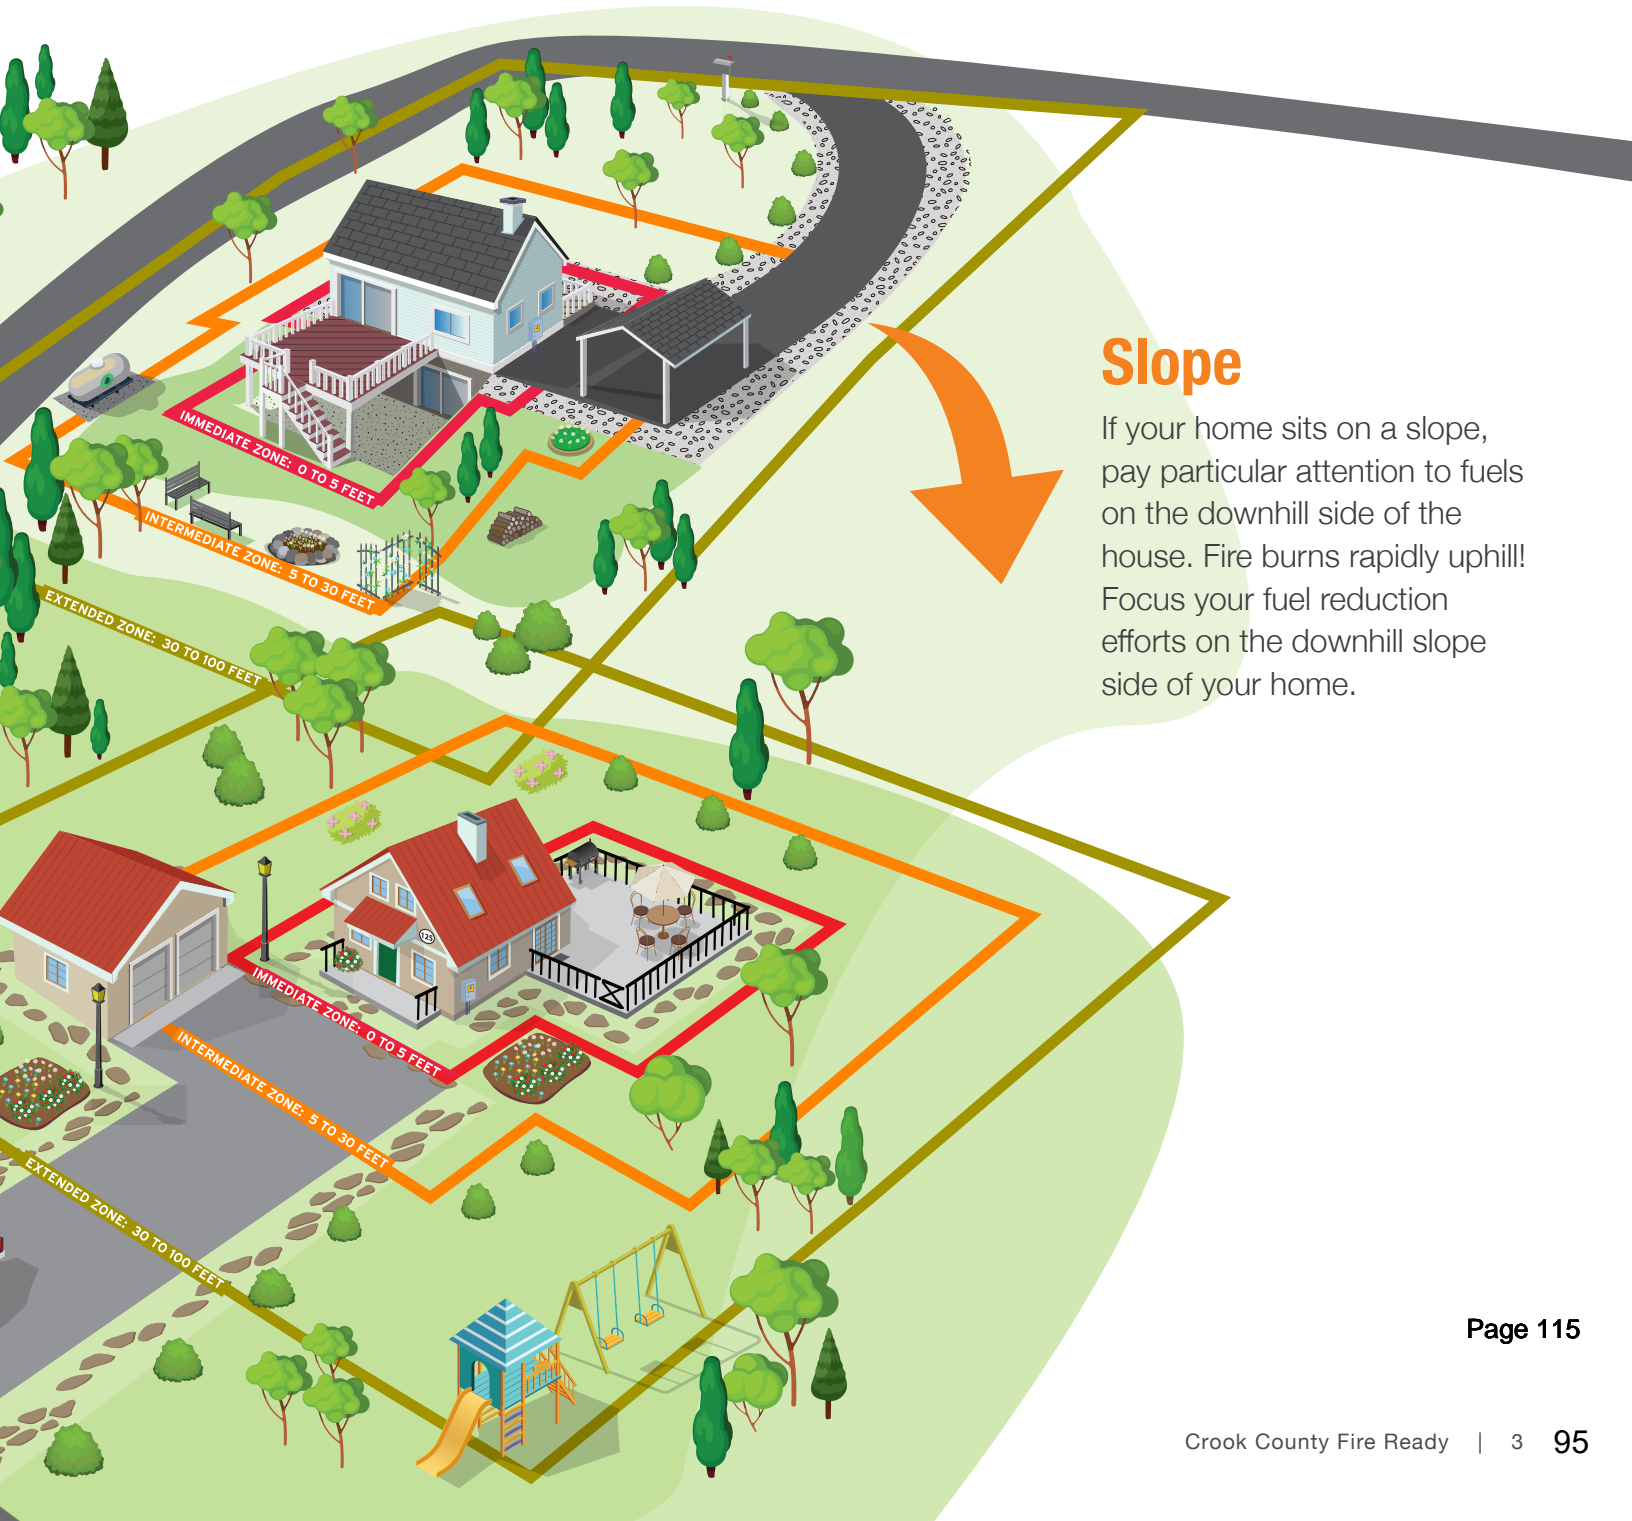 Slope
If your home sits on a slope,
pay particular attention to fuels
on the downhill side of the
house. Fire burns rapidly uphill!
Focus your fuel reduction
efforts on the downhill slope
side of your home.
IMMEDIATE ZONE: 0 TO 5 FEET
INTERMEDIATE ZONE: 5 TO 30 FEET
EXTENDED ZONE: 30 TO 100 FEET
125
IMMEDIATE ZONE: 0 TO 5 FEET
INTERMEDIATE ZONE: 5 TO 30 FEET
EXTENDED ZONE: 30 TO 100 FEET
Page 115
Crook County Fire Ready | 3 95